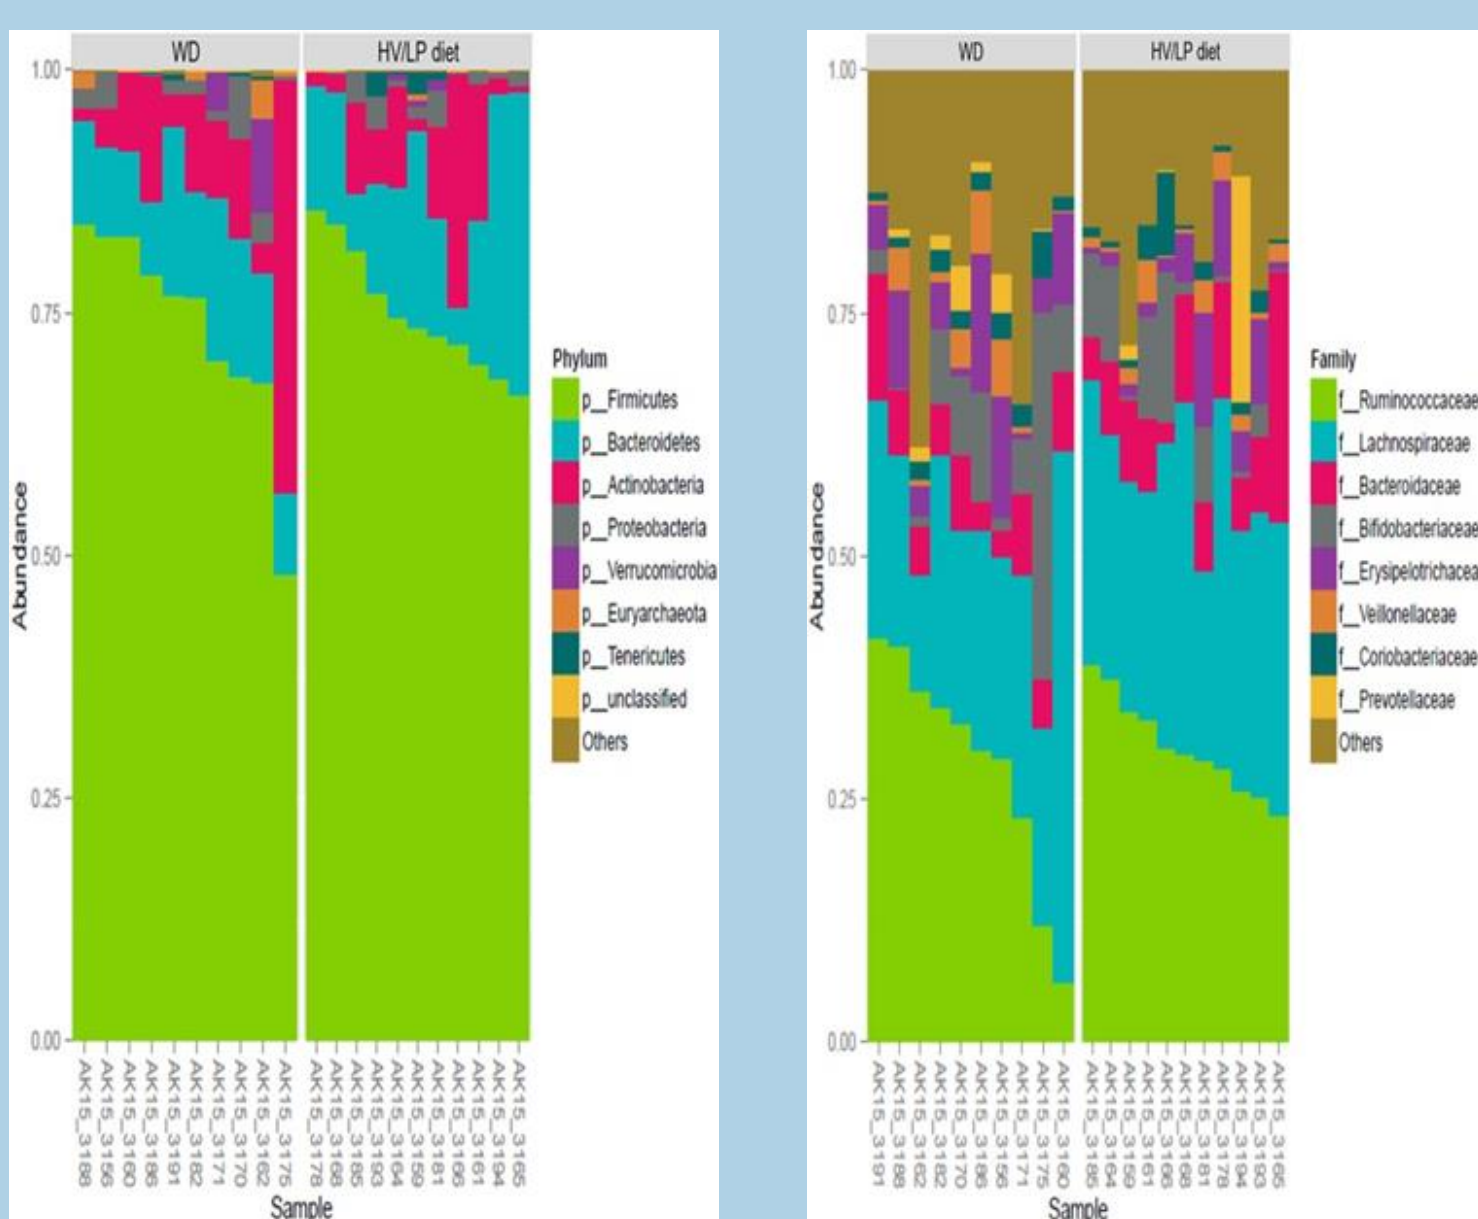 WD
HV/LP diet
1.00
0.75
0.50
0.25
0.00
Abundance
AK15_3188
AK15_3156
AK15_3160
AK15_3186
AK15_3191
AK15_3182
AK15_3171
AK15_3170
AK15_3162
AK15_3175
AK15_3178
AK15_3168
AK15_3185
AK15_3193
AK15_3164
AK15_3159
AK15_3181
AK15_3166
AK15_3161
AK15_3194
AK15_3165
Sample
Phylum
p__Firmicutes
p__Bacteroidetes
p__Actinobacteria
p__Proteobacteria
p__Verrucomicrobia
p__Euryarchaeota
p__Tenericutes
p__unclassified
Others
WD
HV/LP diet
1.00
0.75
0.50
0.25
0.00
Abundance
AK15_3191
AK15_3188
AK15_3162
AK15_3182
AK15_3170
AK15_3186
AK15_3156
AK15_3171
AK15_3175
AK15_3160
AK15_3185
AK15_3164
AK15_3159
AK15_3161
AK15_3166
AK15_3168
AK15_3181
AK15_3178
AK15_3194
AK15_3193
AK15_3165
Sample
Family
f__Ruminococcaceae
f__Lachnospiraceae
f__Bacteroidaceae
f__Bifidobacteriaceae
f__Erysipelotrichacea
f__Veillonellaceae
f__Coriobacteriaceae
f__Prevotellaceae
Others